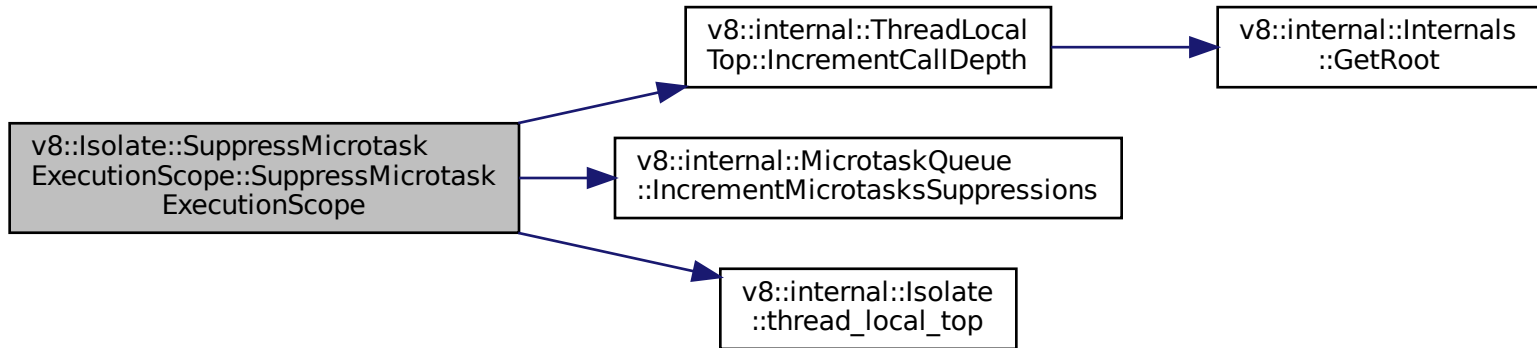 v8::internal::ThreadLocal
Top::IncrementCallDepth
v8::internal::Internals
::GetRoot
v8::Isolate::SuppressMicrotask
ExecutionScope::SuppressMicrotask
ExecutionScope
v8::internal::MicrotaskQueue
::IncrementMicrotasksSuppressions
v8::internal::Isolate
::thread_local_top